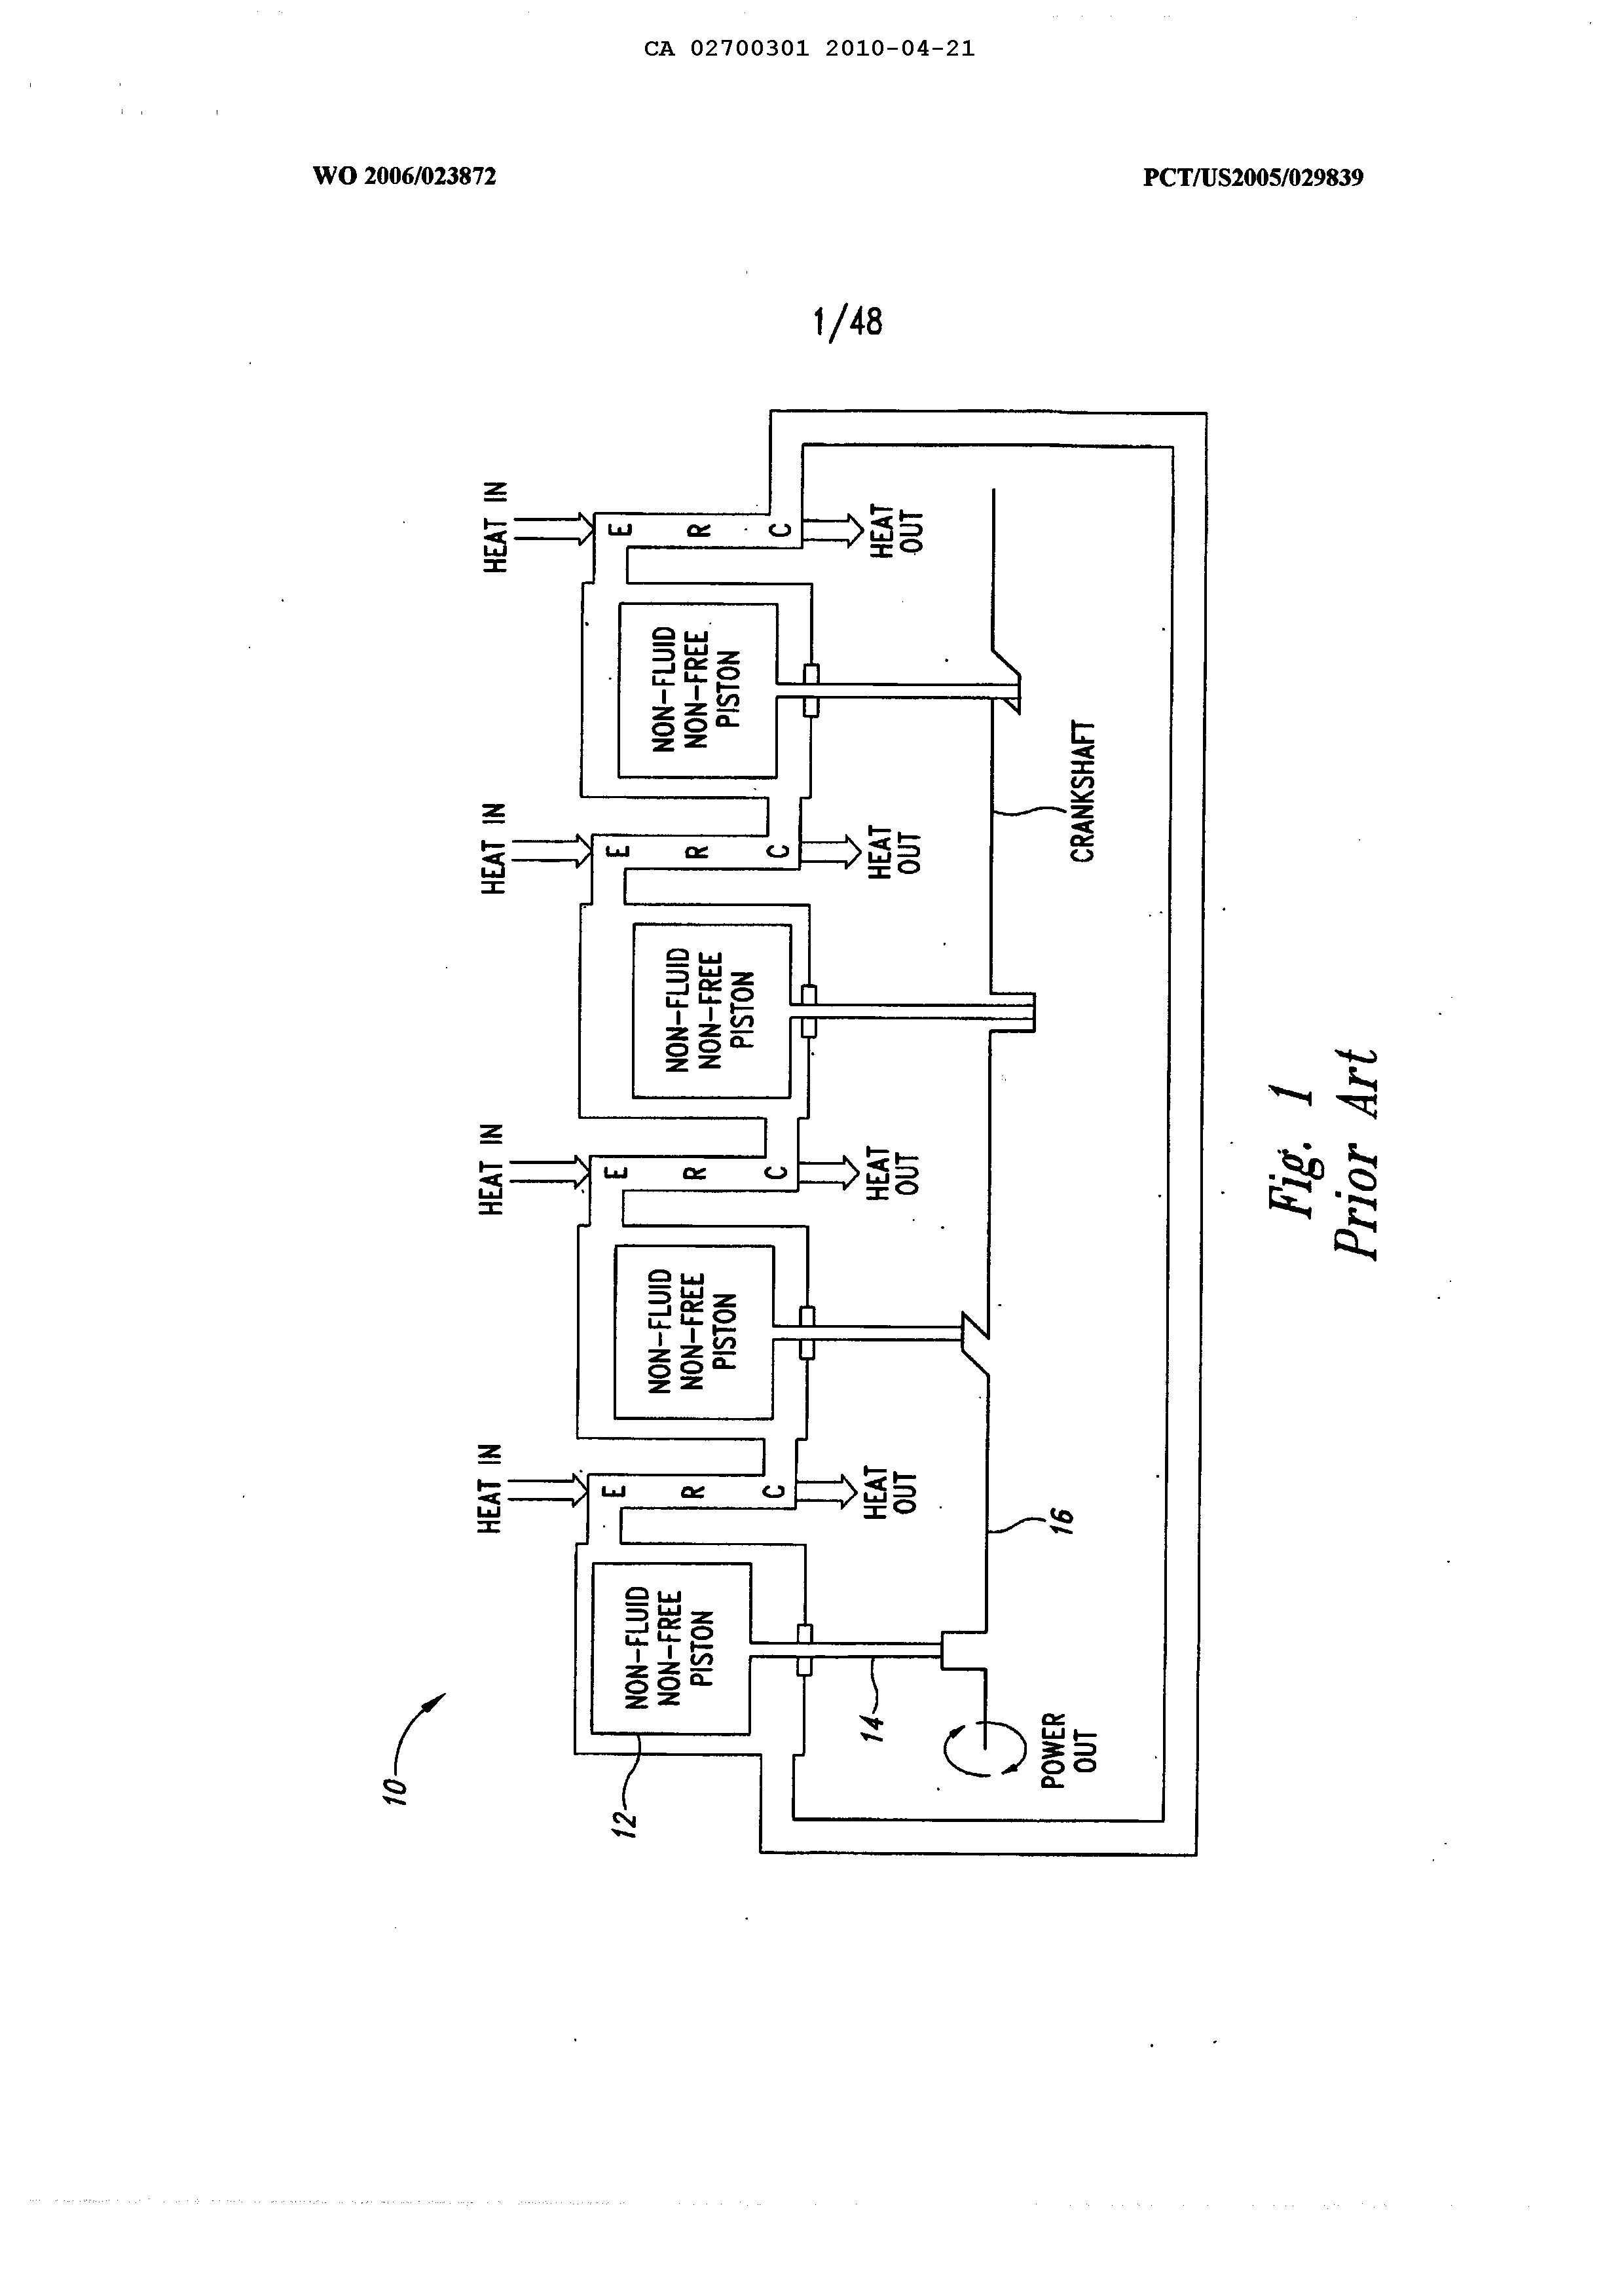 CA 02700301 2010-04-21
WO 2006/023872
PCT/US2005/029839
1/48
10
HEAT IN
HEAT IN
HEAT IN
HEAT IN
12
NON-FLUID
NON-FREE
PISTON
E
R
C
NON-FLUID
NON-FREE
PISTON
E
R
C
NON-FLUID
NON-FREE
PISTON
E
R
C
NON-FLUID
NON-FREE
PISTON
E
R
C
14
HEAT
OUT
HEAT
OUT
HEAT
OUT
HEAT
OUT
POWER
OUT
16
CRANKSHAFT
Fig. 1
Prior Art